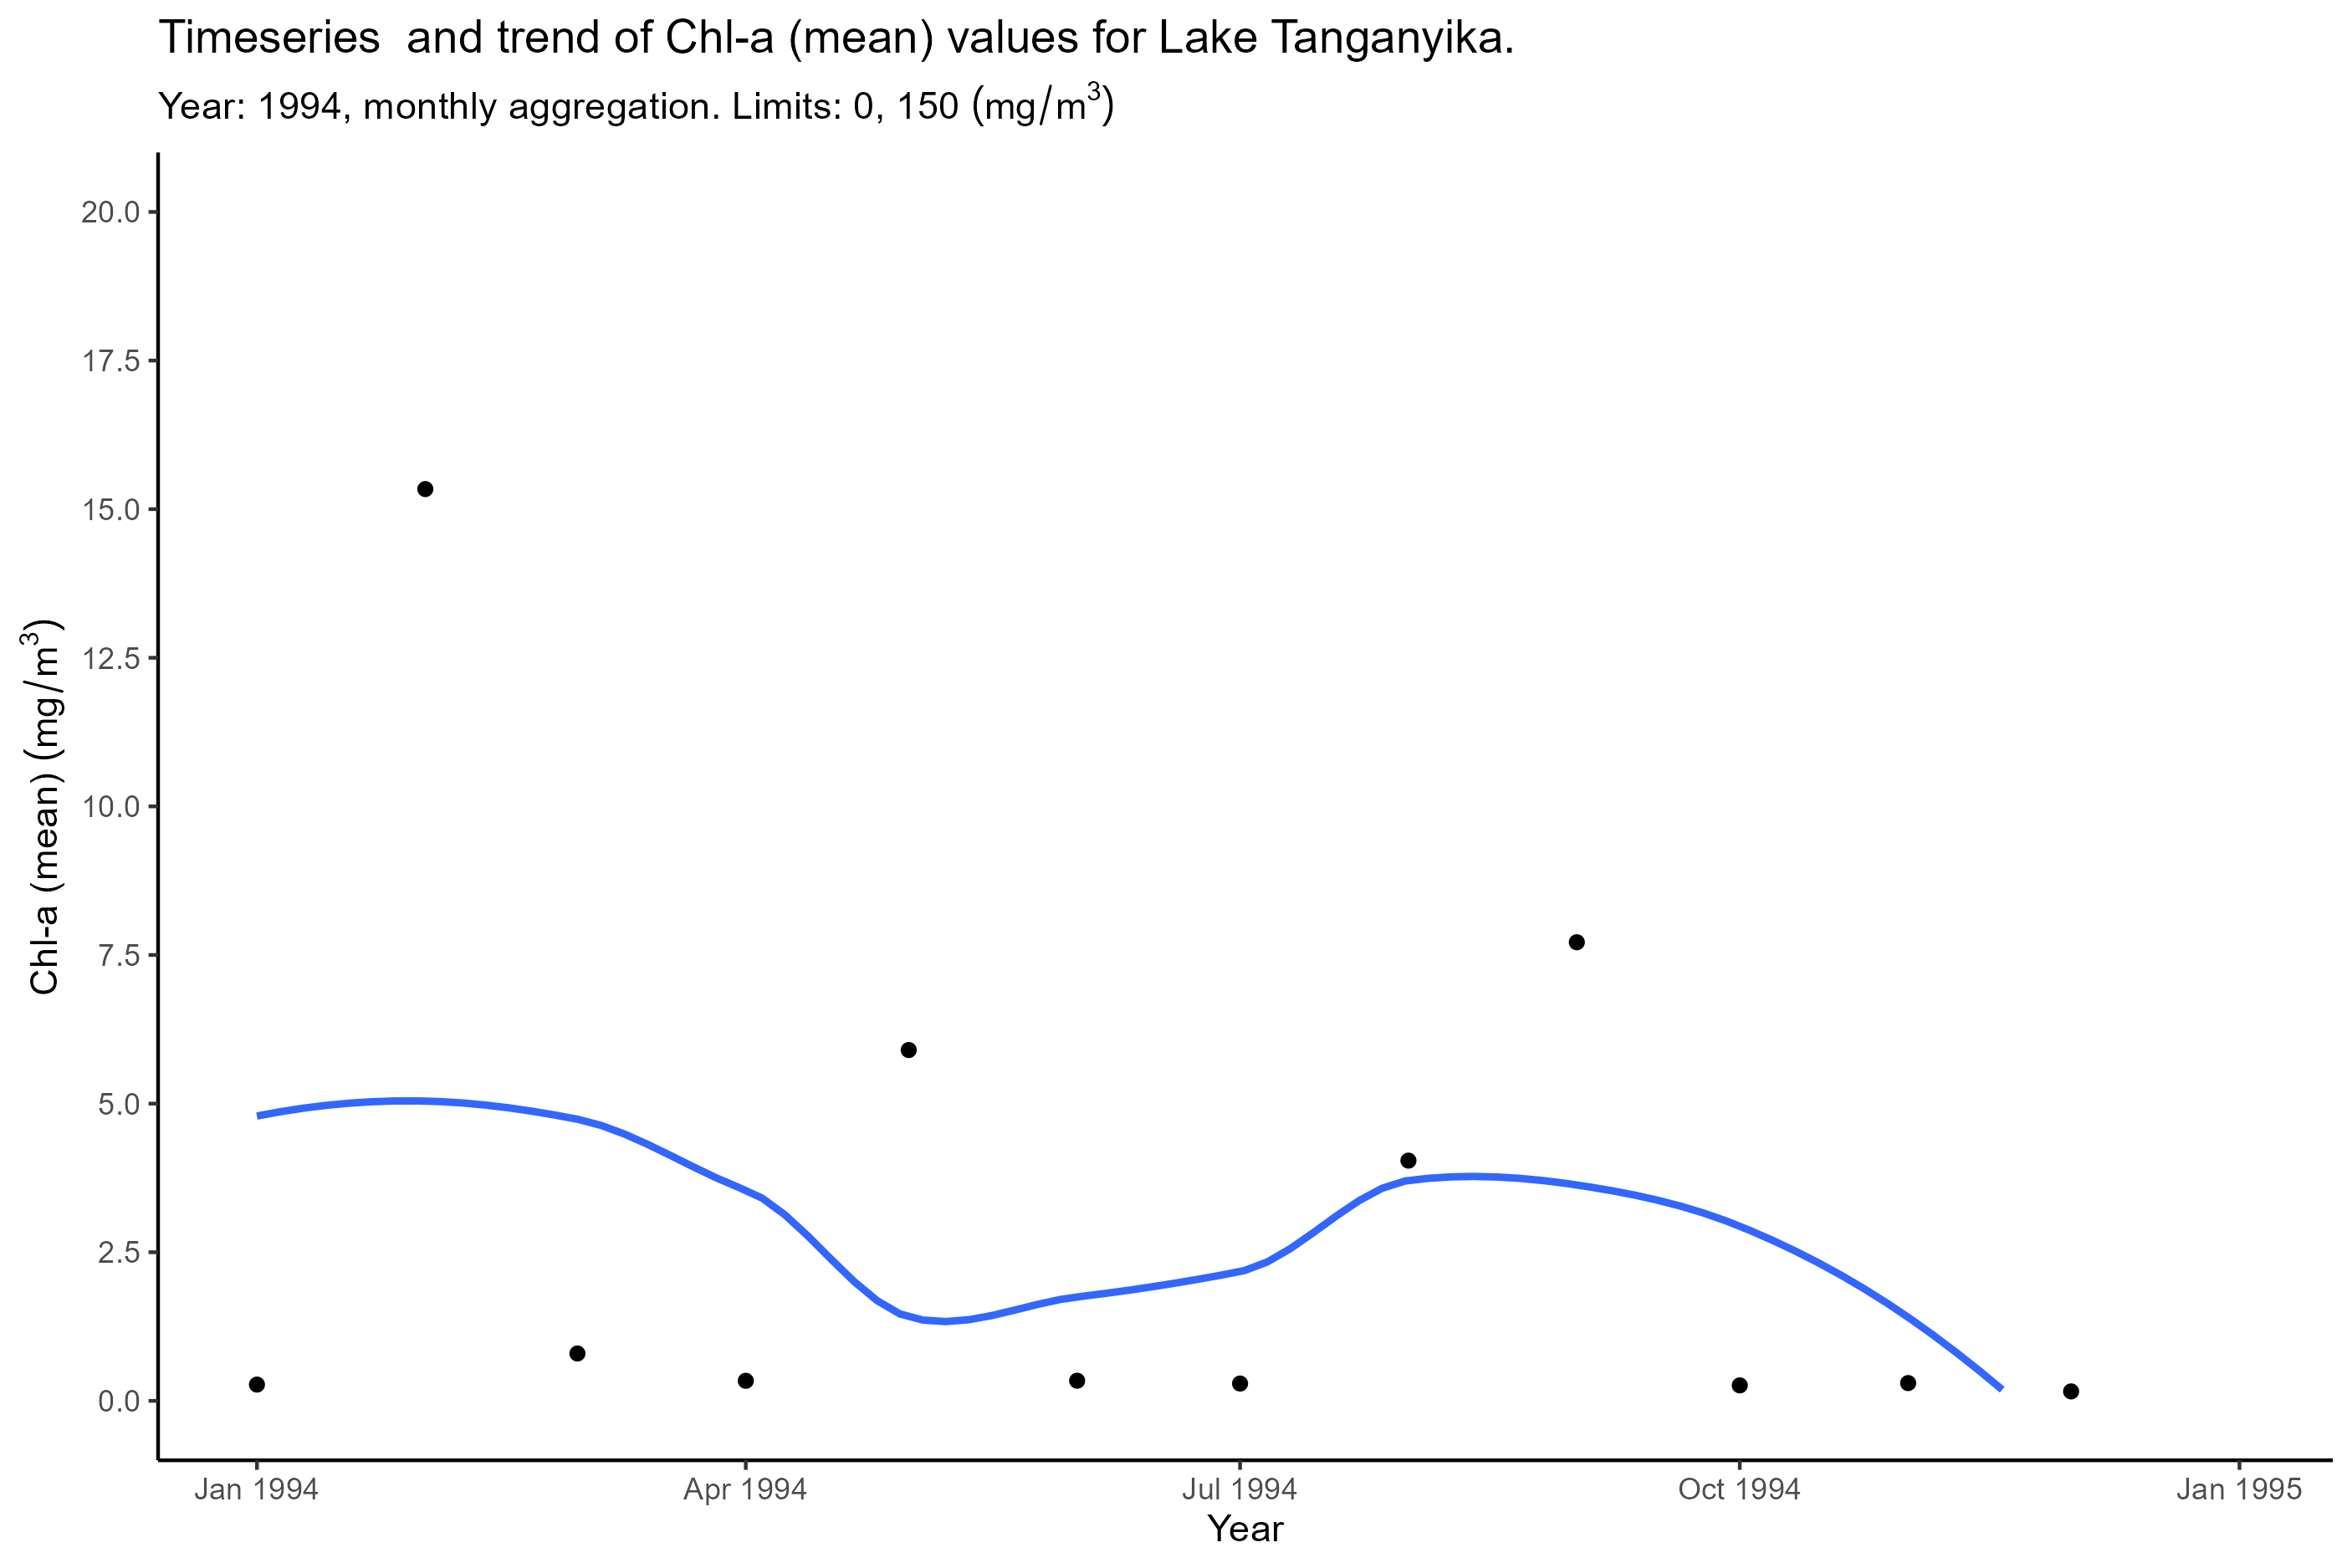 Timeseries  and trend of Chl-a (mean) values for Lake Tanganyika.
Year: 1994, monthly aggregation. Limits: 0, 150 (mg/m³)
Chl-a (mean) (mg/m³)
20.0
17.5
15.0
12.5
10.0
7.5
5.0
2.5
0.0
Jan 1994 Apr 1994 Jul 1994 Oct 1994 Jan 1995
Year